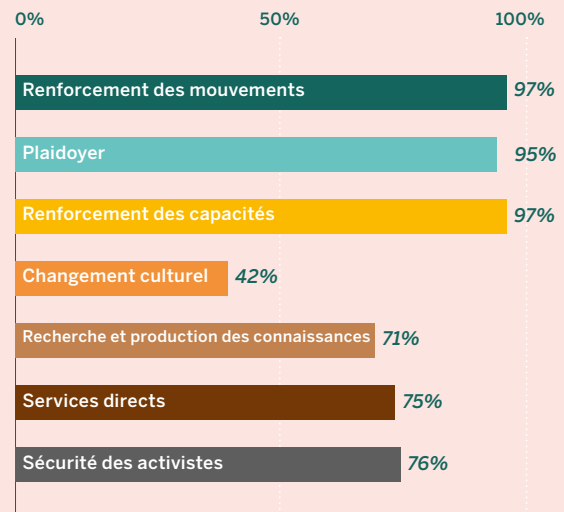 0% 50% 100%
Renforcement des mouvements 97%
Plaidoyer 95%
Renforcement des capacités 97%
Changement culturel 42%
Recherche et production des connaissances 71%
Services directs 75%
Sécurité des activistes 76%